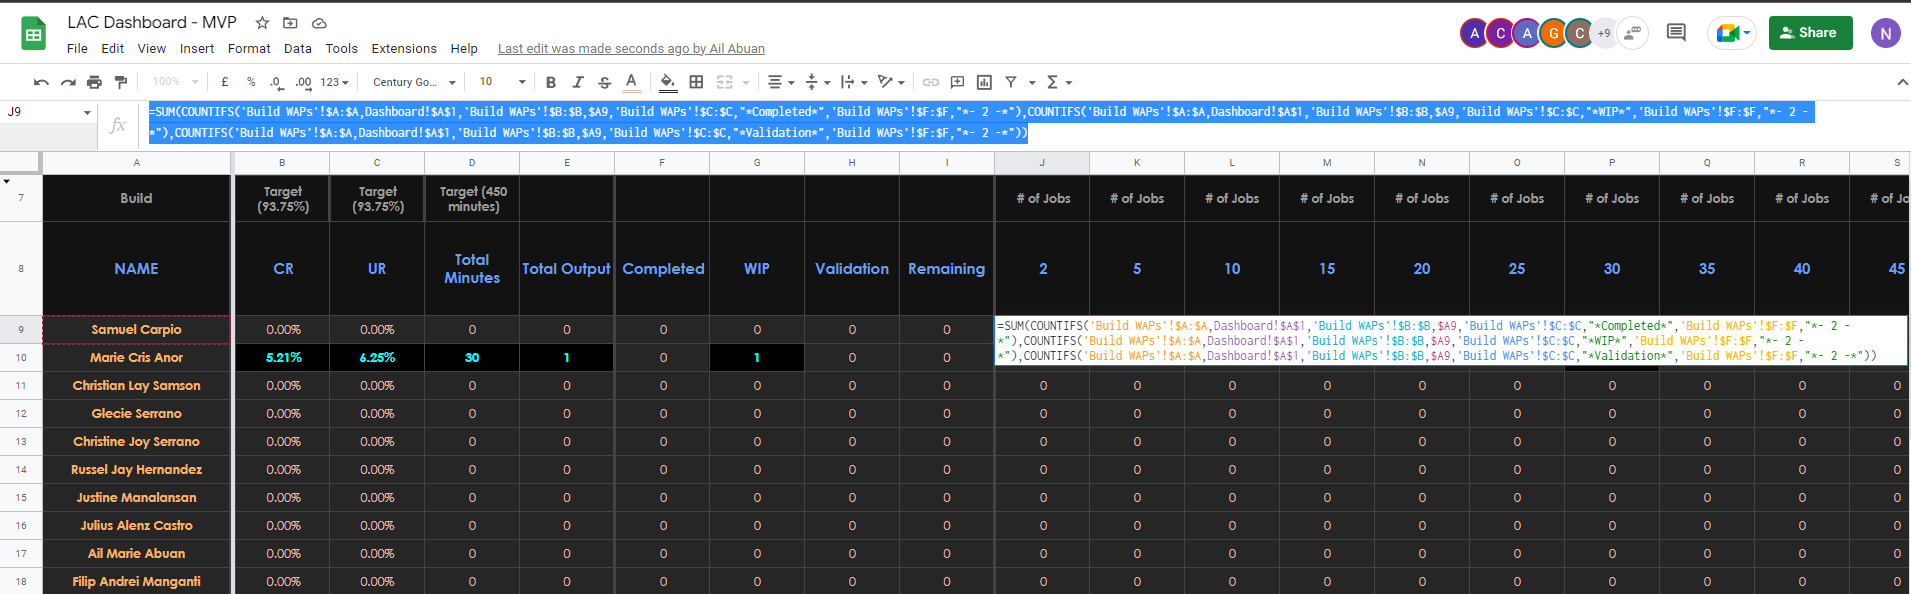 LAC Dashboard - MVP
File Edit View Insert Format Data Tools Extensions Help Last edit was made seconds ago by Ail Abuan
A C A G C +9 Share N
100% £ % .0 .00 123 Century Go... 10 B I S A
J9 fx =SUM(COUNTIFS('Build WAPs'!$A:$A,Dashboard!$A$1,'Build WAPs'!$B:$B,$A9,'Build WAPs'!$C:$C,"*Completed*",'Build WAPs'!$F:$F,"*- 2 -*"),COUNTIFS('Build WAPs'!$A:$A,Dashboard!$A$1,'Build WAPs'!$B:$B,$A9,'Build WAPs'!$C:$C,"*WIP*",'Build WAPs'!$F:$F,"*- 2 -
*"),COUNTIFS('Build WAPs'!$A:$A,Dashboard!$A$1,'Build WAPs'!$B:$B,$A9,'Build WAPs'!$C:$C,"*Validation*",'Build WAPs'!$F:$F,"*- 2 -*"))
A B C D E F G H I J K L M N O P Q R S
7 Build Target (93.75%) Target (93.75%) Target (450 minutes) # of Jobs # of Jobs # of Jobs # of Jobs # of Jobs # of Jobs # of Jobs # of Jobs # of Jobs # of Jo
8 NAME CR UR Total Minutes Total Output Completed WIP Validation Remaining 2 5 10 15 20 25 30 35 40 45
9 Samuel Carpio 0.00% 0.00% 0 0 0 0 0 0
=SUM(COUNTIFS('Build WAPs'!$A:$A,Dashboard!$A$1,'Build WAPs'!$B:$B,$A9,'Build WAPs'!$C:$C,"*Completed*",'Build WAPs'!$F:$F,"*- 2 -
*"),COUNTIFS('Build WAPs'!$A:$A,Dashboard!$A$1,'Build WAPs'!$B:$B,$A9,'Build WAPs'!$C:$C,"*WIP*",'Build WAPs'!$F:$F,"*- 2 -
*"),COUNTIFS('Build WAPs'!$A:$A,Dashboard!$A$1,'Build WAPs'!$B:$B,$A9,'Build WAPs'!$C:$C,"*Validation*",'Build WAPs'!$F:$F,"*- 2 -*"))
10 Marie Cris Anor 5.21% 6.25% 30 1 0 1 0 0
11 Christian Lay Samson 0.00% 0.00% 0 0 0 0 0 0 0 0 0 0 0 0 0 0 0 0
12 Glecie Serrano 0.00% 0.00% 0 0 0 0 0 0 0 0 0 0 0 0 0 0 0 0
13 Christine Joy Serrano 0.00% 0.00% 0 0 0 0 0 0 0 0 0 0 0 0 0 0 0 0
14 Russel Jay Hernandez 0.00% 0.00% 0 0 0 0 0 0 0 0 0 0 0 0 0 0 0 0
15 Justine Manalansan 0.00% 0.00% 0 0 0 0 0 0 0 0 0 0 0 0 0 0 0 0
16 Julius Alenz Castro 0.00% 0.00% 0 0 0 0 0 0 0 0 0 0 0 0 0 0 0 0
17 Ail Marie Abuan 0.00% 0.00% 0 0 0 0 0 0 0 0 0 0 0 0 0 0 0 0
18 Filip Andrei Manganti 0.00% 0.00% 0 0 0 0 0 0 0 0 0 0 0 0 0 0 0 0